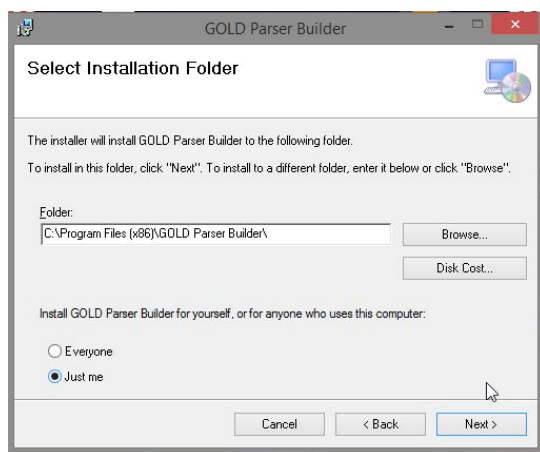 GOLD Parser Builder
Select Installation Folder
The installer will install GOLD Parser Builder to the following folder.
To install in this folder, click "Next". To install to a different folder, enter it below or click "Browse".
Folder:
C:\Program Files (x86)\GOLD Parser Builder\
Browse...
Disk Cost...
Install GOLD Parser Builder for yourself, or for anyone who uses this computer:
Everyone
Just me
Cancel
< Back
Next >